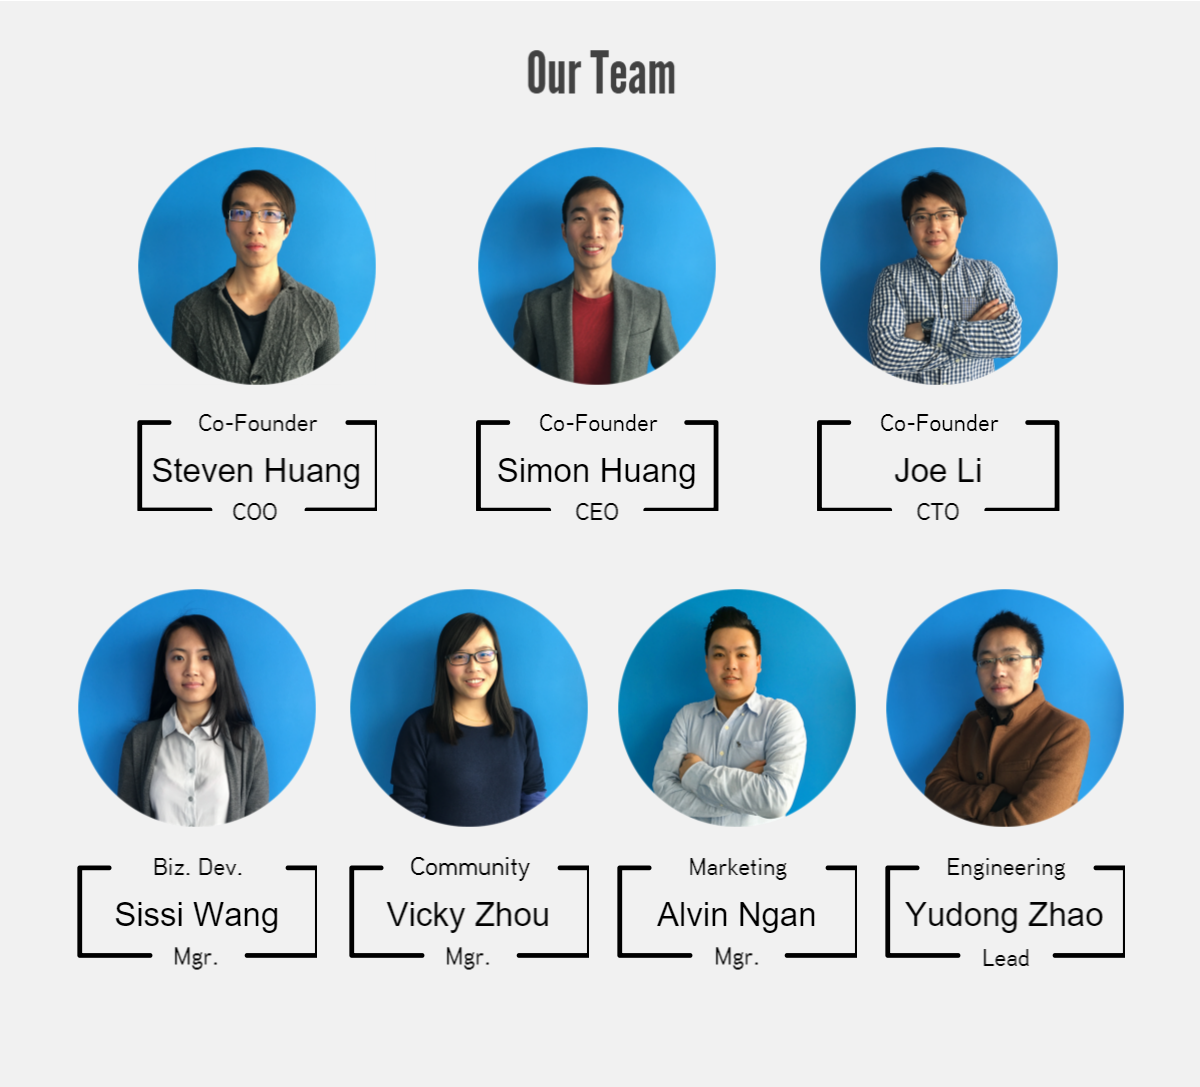 Our Team
Co-Founder
Steven Huang
COO
Co-Founder
Simon Huang
CEO
Co-Founder
Joe Li
CTO
Biz. Dev.
Sissi Wang
Mgr.
Community
Vicky Zhou
Mgr.
Marketing
Alvin Ngan
Mgr.
Engineering
Yudong Zhao
Lead